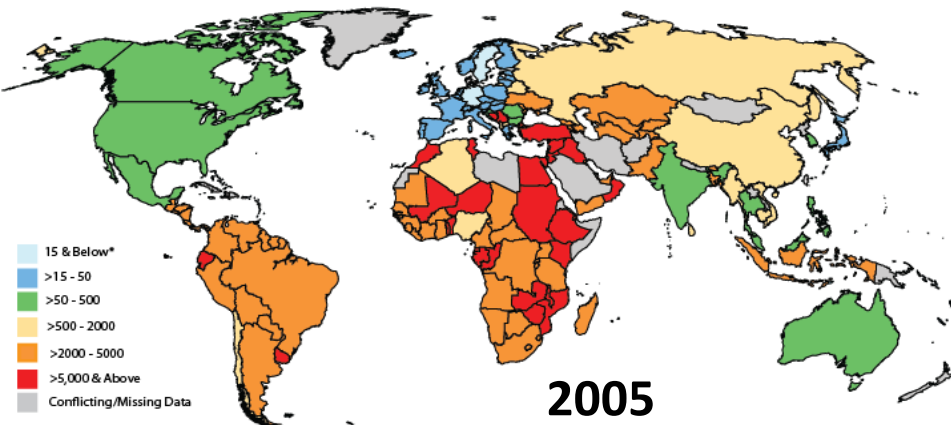 15 & Below*
>15 - 50
>50 - 500
>500 - 2000
>2000 - 5000
>5,000 & Above
Conflicting/Missing Data
2005